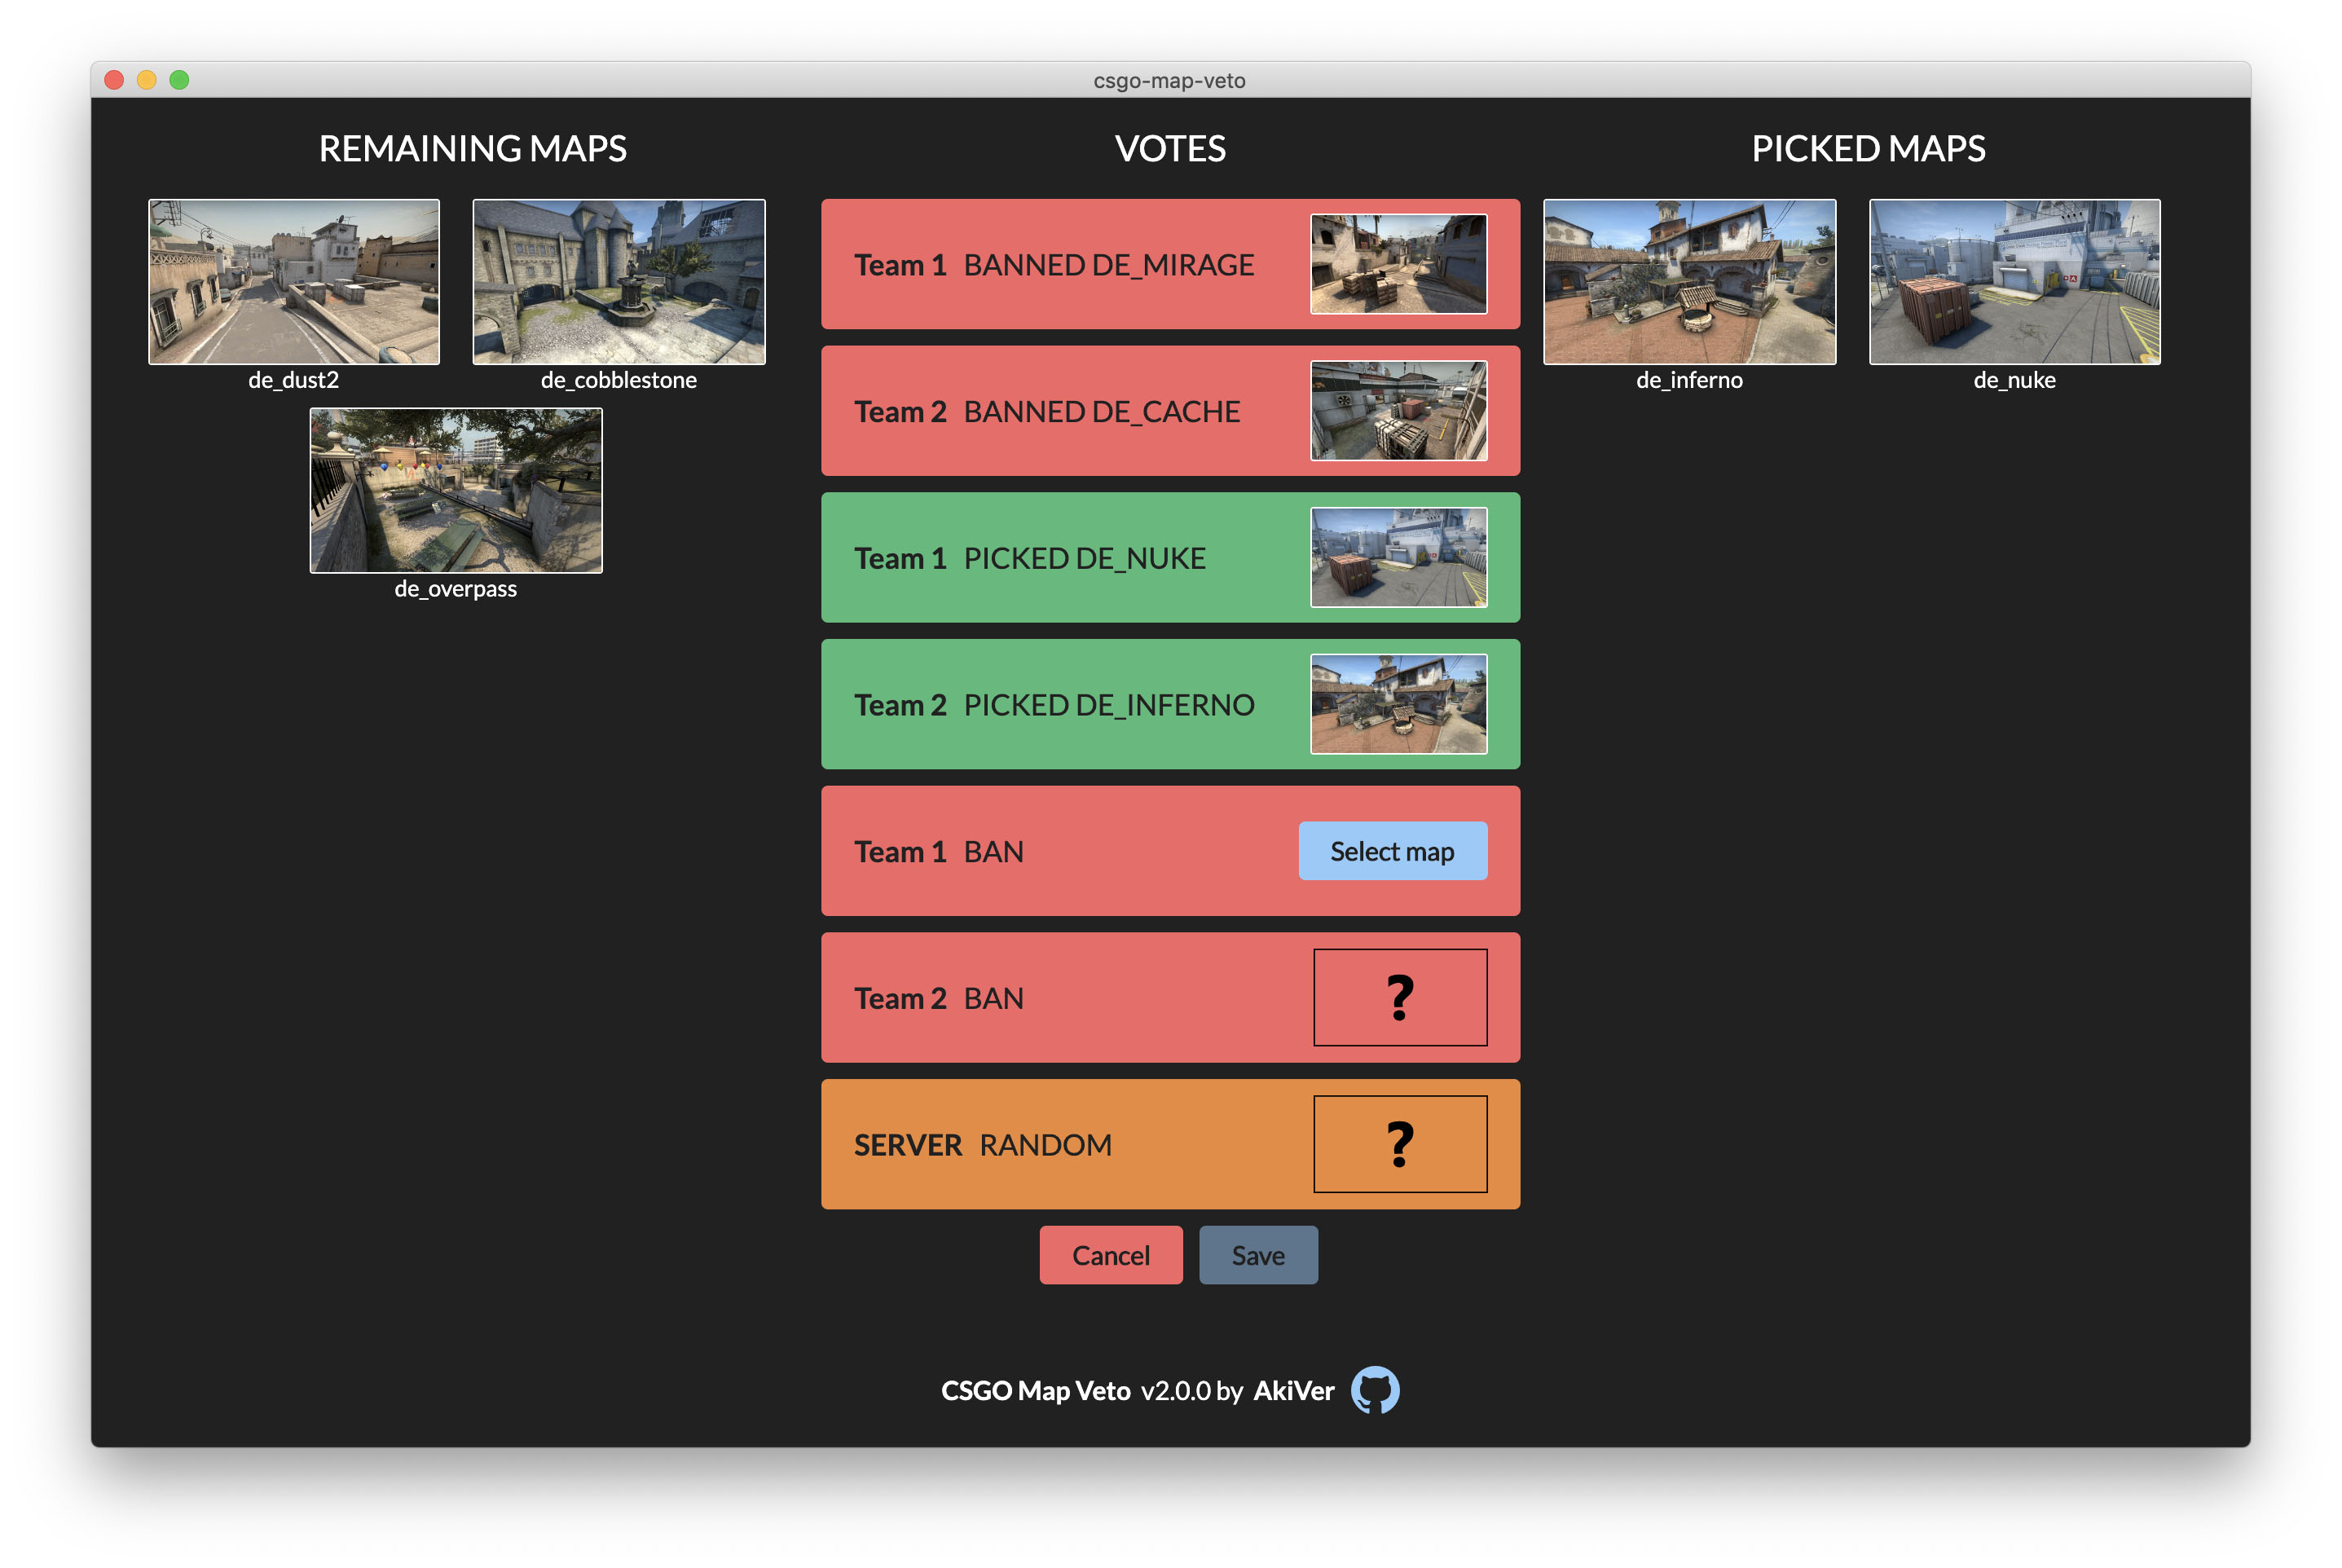 csgo-map-veto
REMAINING MAPS
de_dust2
de_cobblestone
de_overpass
VOTES
Team 1 BANNED DE_MIRAGE
Team 2 BANNED DE_CACHE
Team 1 PICKED DE_NUKE
Team 2 PICKED DE_INFERNO
Team 1 BAN
Select map
Team 2 BAN
?
SERVER RANDOM
?
Cancel
Save
PICKED MAPS
de_inferno
de_nuke
CSGO Map Veto v2.0.0 by AkiVer